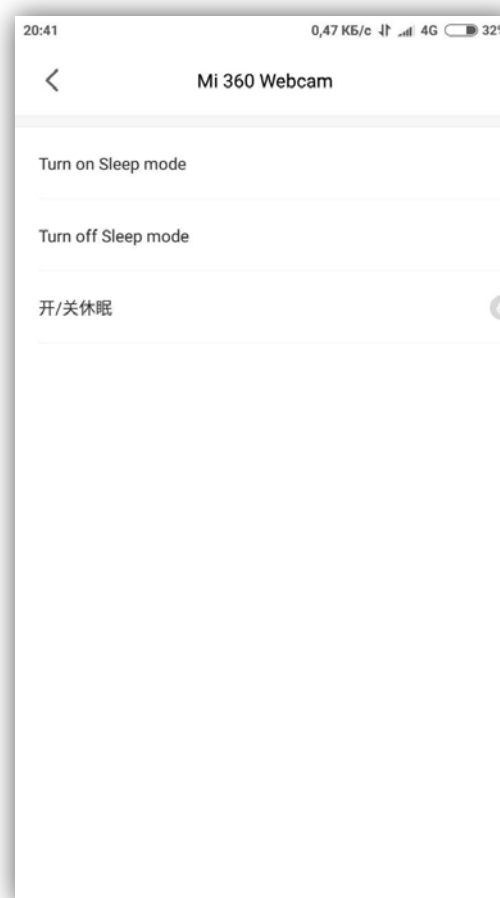 20:41 0,47 КБ/с 4G 32%
Mi 360 Webcam
Turn on Sleep mode
Turn off Sleep mode
开/关休眠